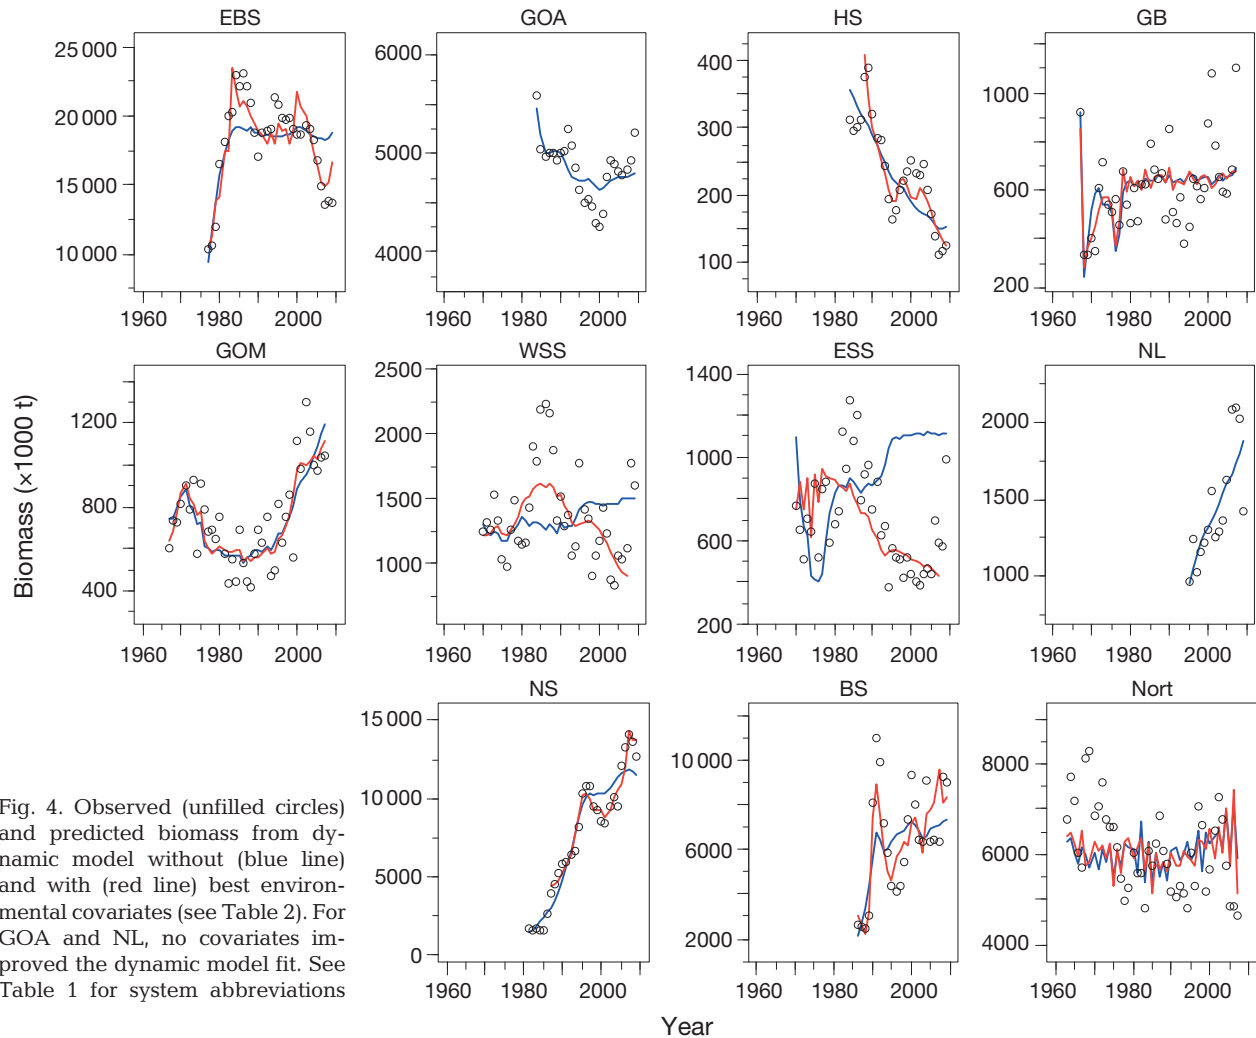 EBS
GOA
HS
GB
25 000
20 000
15 000
10 000
1960 1980 2000
6000
5000
4000
1960 1980 2000
400
300
200
100
1960 1980 2000
1000
600
200
1960 1980 2000
GOM
WSS
ESS
NL
Biomass (×1000 t)
1200
800
400
1960 1980 2000
2500
2000
1500
1000
1960 1980 2000
1400
1000
600
200
1960 1980 2000
2000
1500
1000
1960 1980 2000
NS
BS
Nort
15 000
10 000
5000
0
1960 1980 2000
10 000
6000
2000
1960 1980 2000
8000
6000
4000
1960 1980 2000
Year
Fig. 4. Observed (unfilled circles)
and predicted biomass from dy-
namic model without (blue line)
and with (red line) best environ-
mental covariates (see Table 2). For
GOA and NL, no covariates im-
proved the dynamic model fit. See
Table 1 for system abbreviations